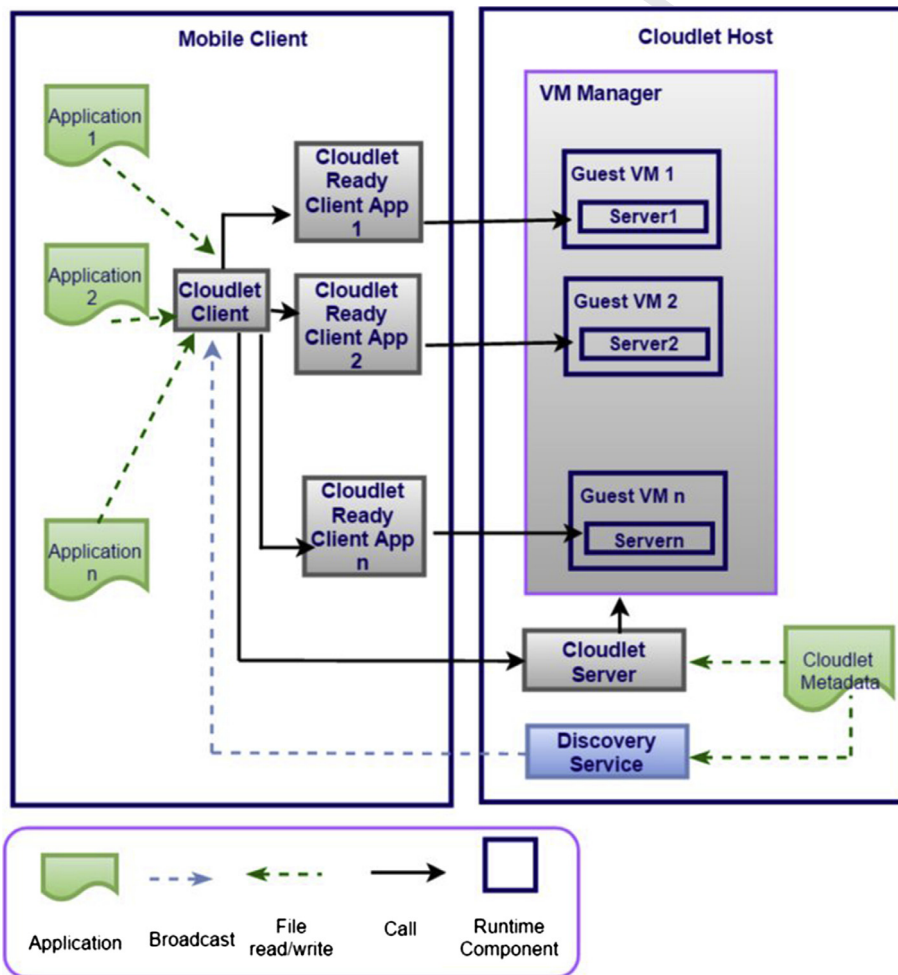 Mobile Client
Application
1
Application
2
Application
n
Cloudlet
Client
Cloudlet
Ready
Client App
1
Cloudlet
Ready
Client App
2
Cloudlet
Ready
Client App
n
Cloudlet Host
VM Manager
Guest VM 1
Server1
Guest VM 2
Server2
Guest VM n
Servern
Cloudlet
Server
Cloudlet
Metadata
Discovery
Service
Application
Broadcast
File
read/write
Call
Runtime
Component